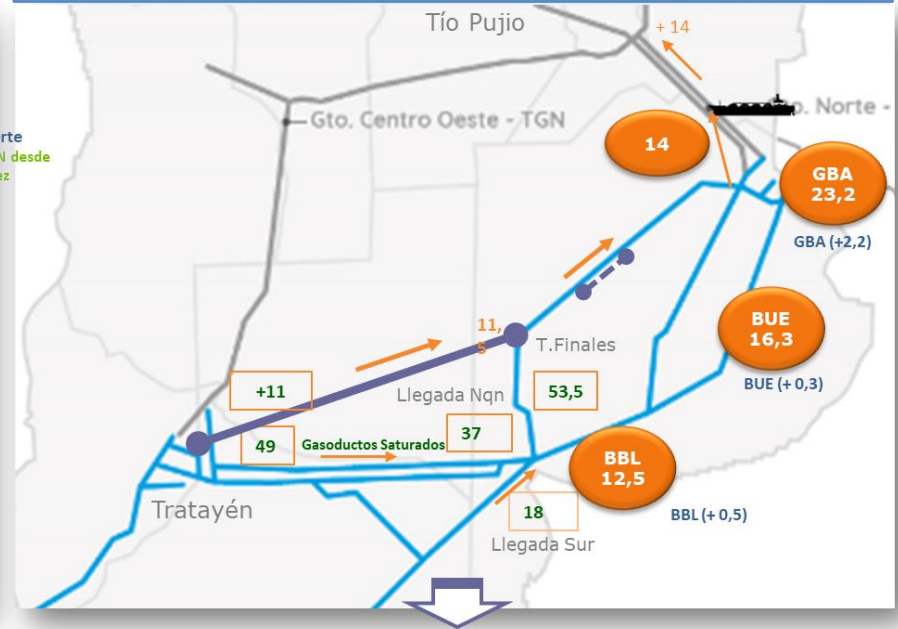 Tío Pujio
+ 14
o. Norte -
Gto. Centro Oeste - TGN
rte
N desde
ez
14
GBA
23,2
GBA (+2,2)
BUE
16,3
BUE (+ 0,3)
11,
5
T.Finales
+11
Llegada Nqn
53,5
49
Gasoductos Saturados
37
BBL
12,5
BBL (+ 0,5)
Tratayén
18
Llegada Sur